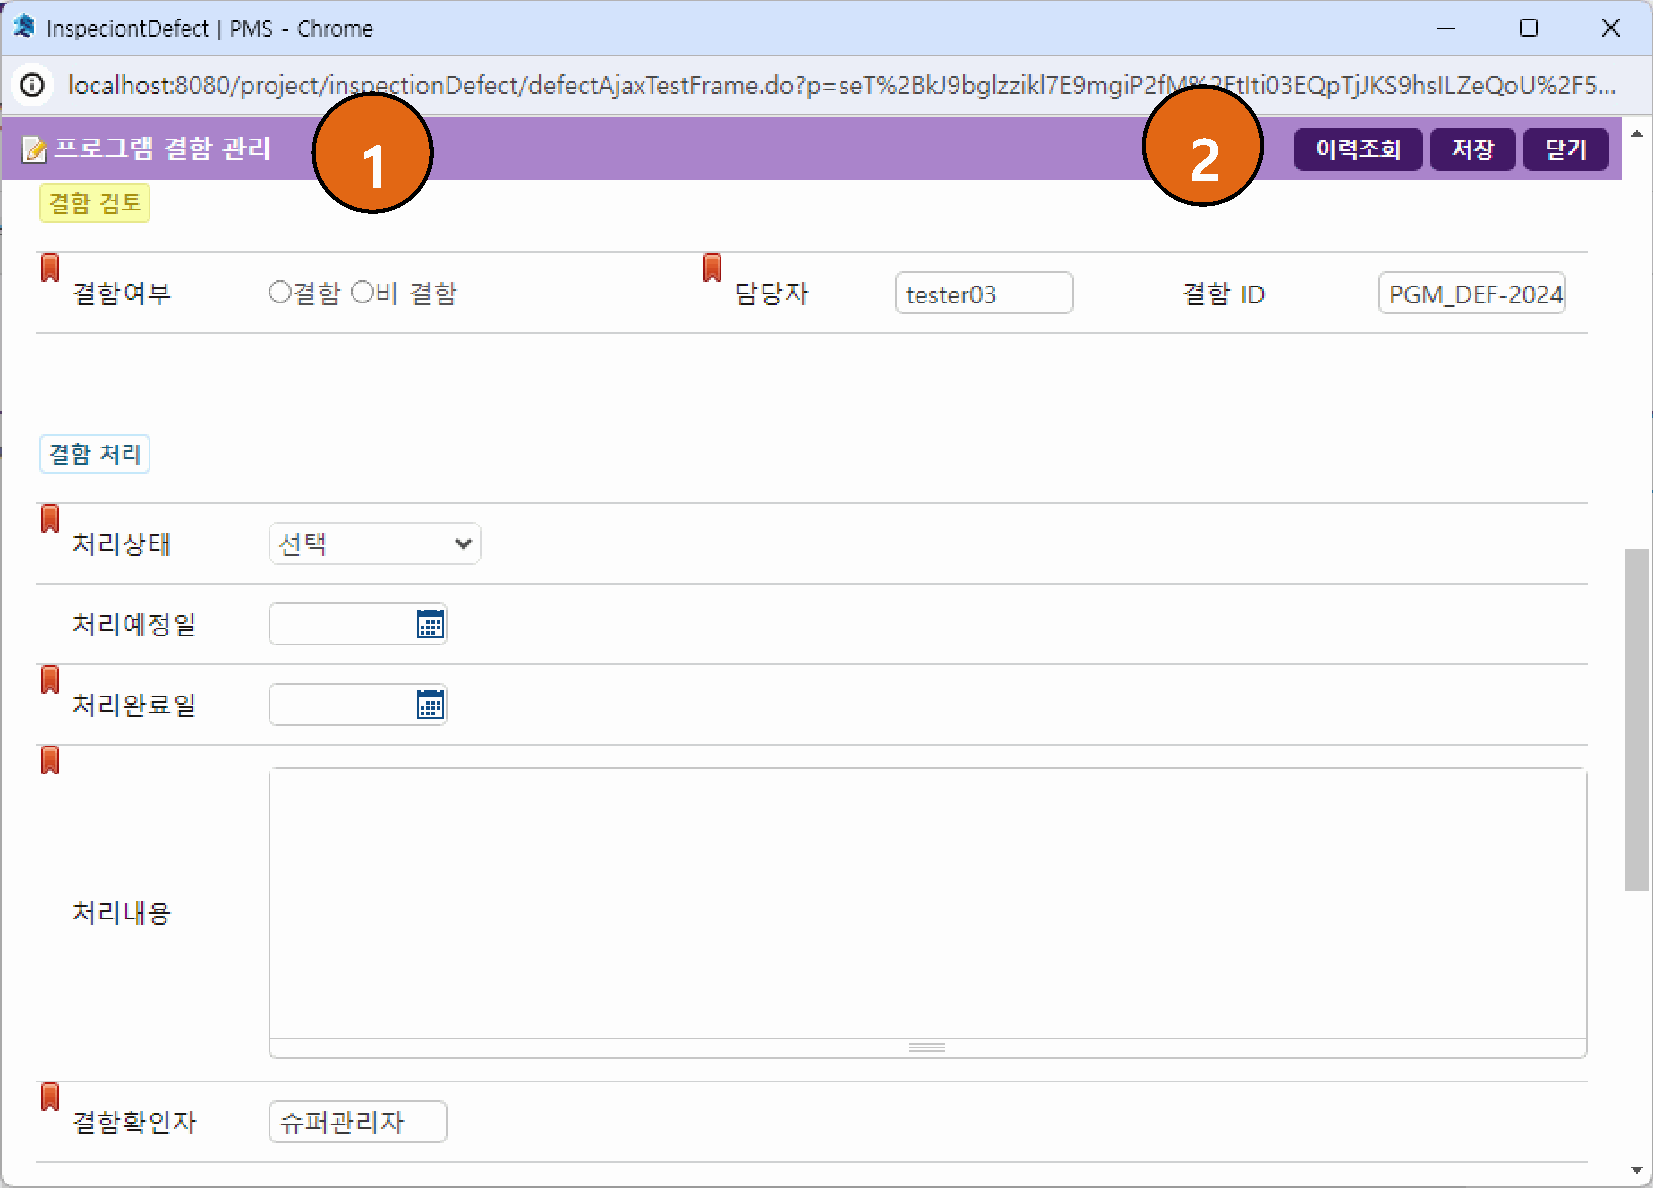 InspeciontDefect | PMS - Chrome
localhost:8080/project/inspectionDefect/defectAjaxTestFrame.do?p=seT%2BkJ9bglzzikl7E9mgiP2fM%2FtIti03EQpTjJKS9hsILZeQoU%2F5...
프로그램 결함 관리 1 2 이력조회 저장 닫기
결함 검토
결함여부 결함 비 결함 담당자 tester03 결함 ID PGM_DEF-2024
결함 처리
처리상태 선택
처리예정일
처리완료일
처리내용
결함확인자 슈퍼관리자